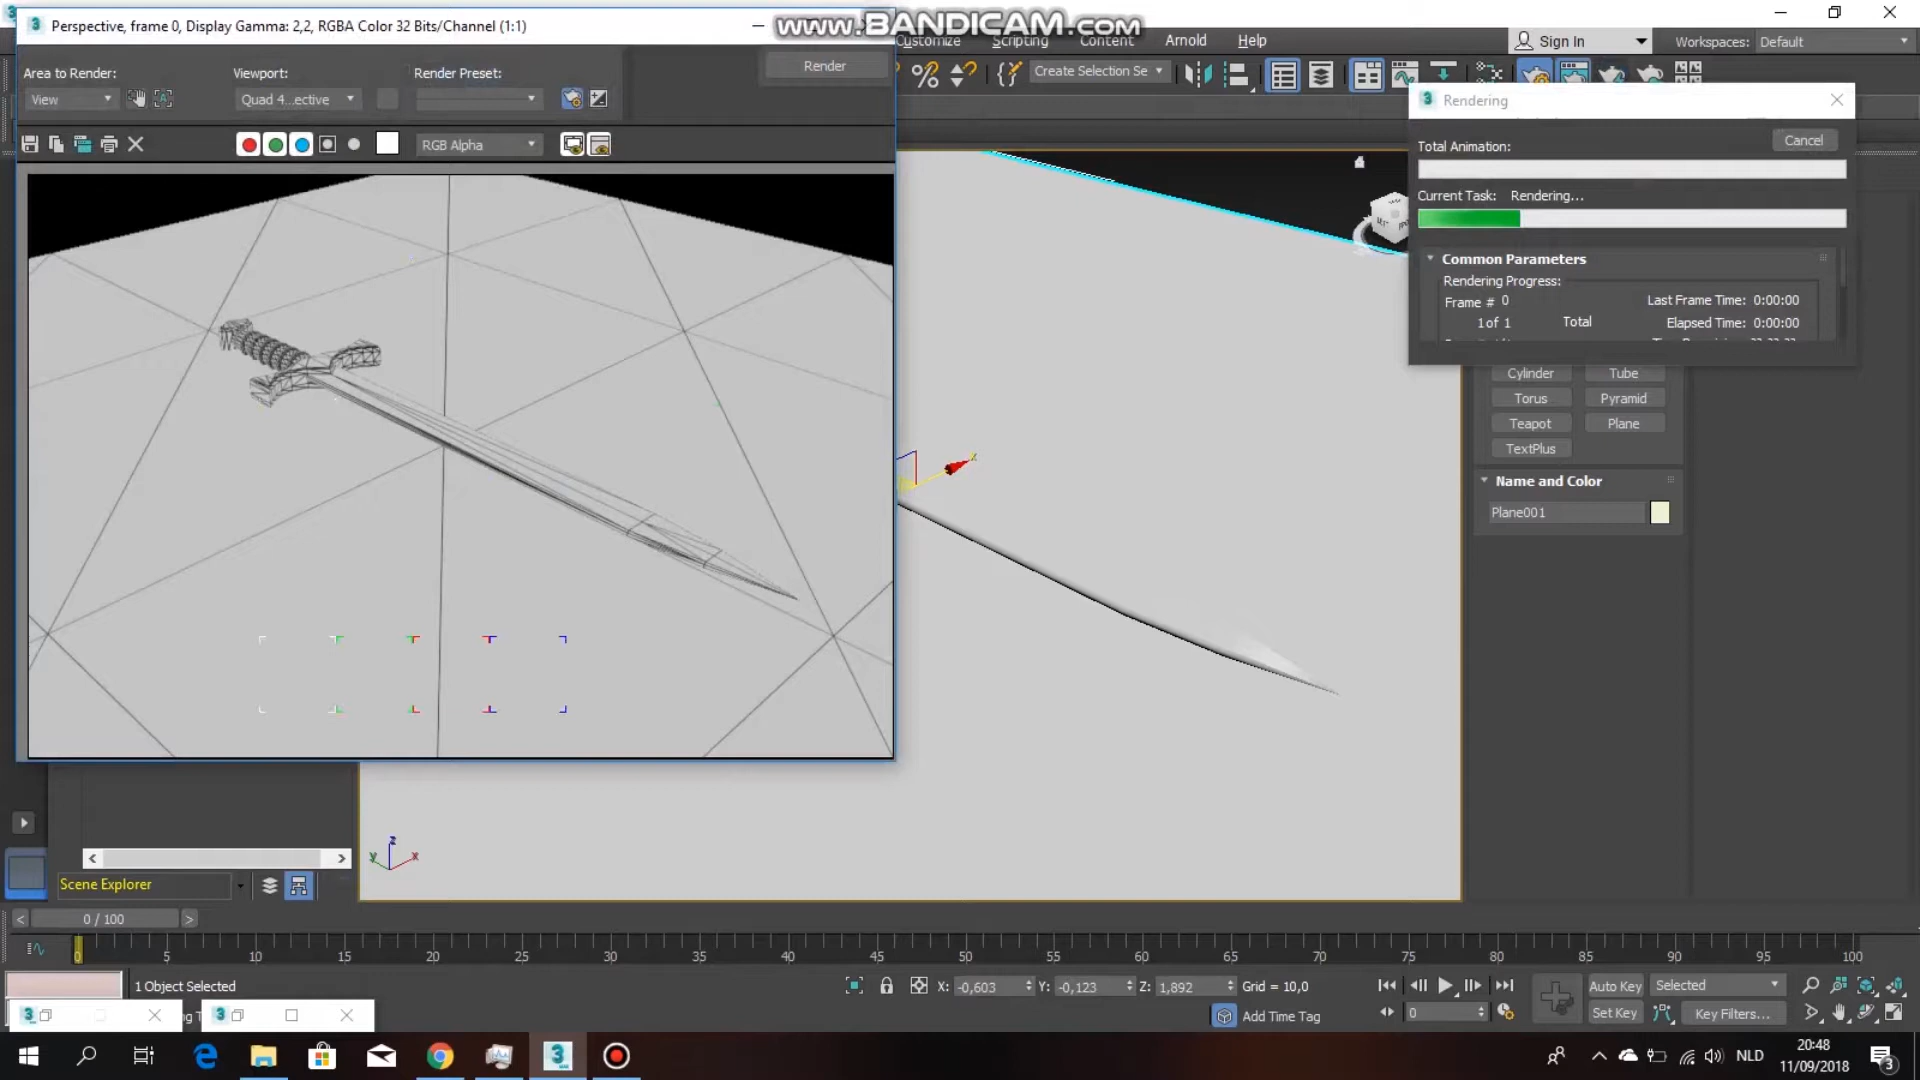 Perspective, frame 0, Display Gamma: 2,2, RGBA Color 32 Bits/Channel (1:1)
www.BANDICAM.com
Area to Render:
Viewport:
Render Preset:
Render
View
Quad 4...ective
RGB Alpha
Customize
Scripting
Content
Arnold
Help
Sign In
Workspaces: Default
Create Selection Se
Rendering
Total Animation:
Cancel
Current Task: Rendering...
Common Parameters
Rendering Progress:
Frame # 0
Last Frame Time: 0:00:00
1 of 1
Total
Elapsed Time: 0:00:00
Cylinder
Tube
Torus
Pyramid
Teapot
Plane
TextPlus
Name and Color
Plane001
z
y
x
Scene Explorer
0 / 100
0 5 10 15 20 25 30 35 40 45 50 55 60 65 70 75 80 85 90 95 100
1 Object Selected
X: -0,603
Y: -0,123
Z: 1,892
Grid = 10,0
Add Time Tag
Auto Key
Selected
0
Set Key
Key Filters...
NLD
20:48
11/09/2018
3